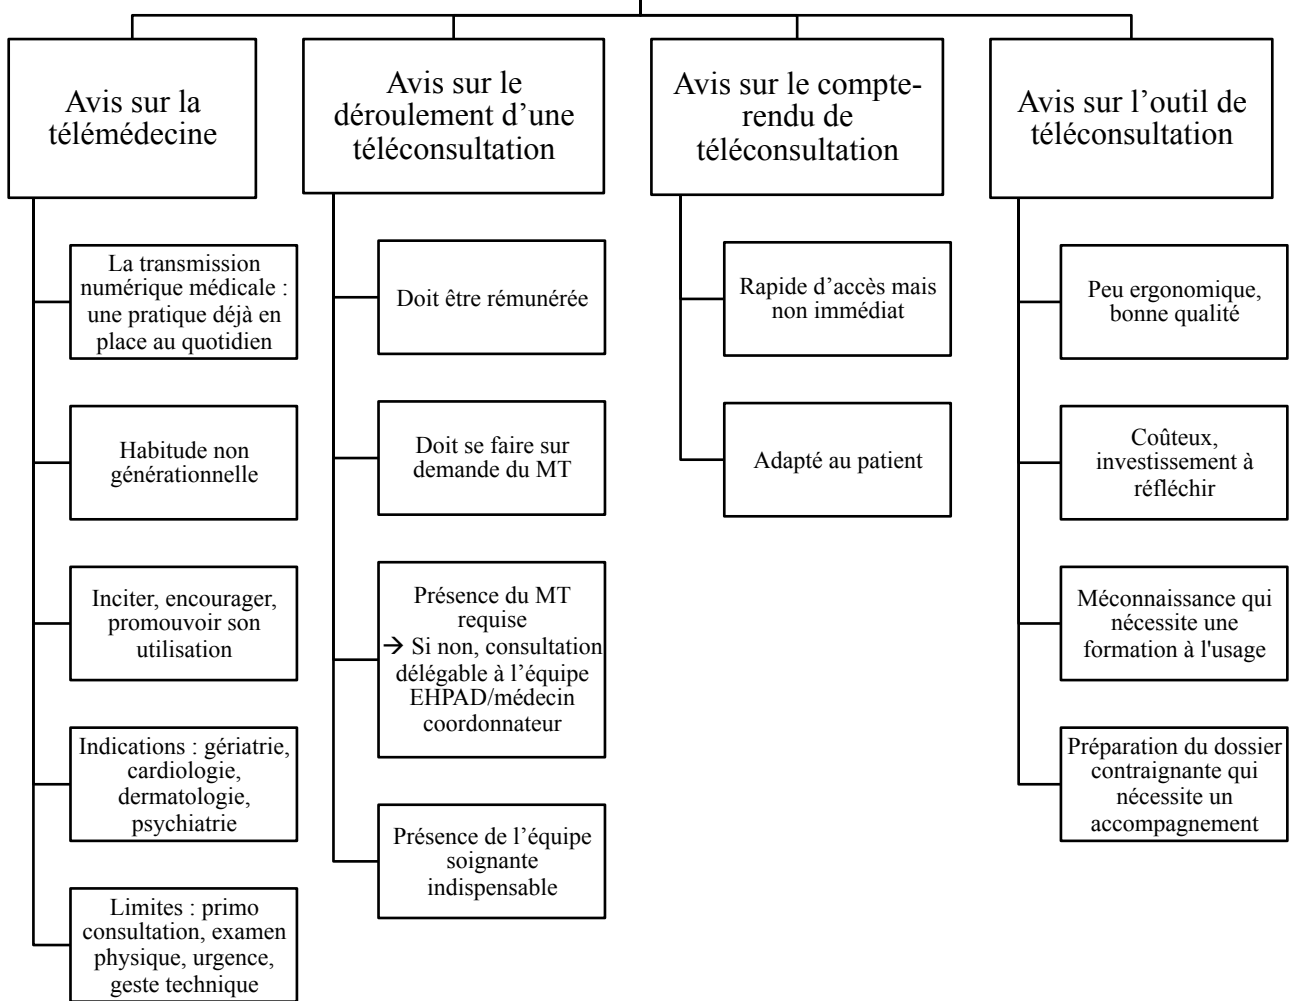 Avis sur la
télémédecine
La transmission
numérique médicale :
une pratique déjà en
place au quotidien
Habitude non
générationnelle
Inciter, encourager,
promouvoir son
utilisation
Indications : gériatrie,
cardiologie,
dermatologie,
psychiatrie
Limites : primo
consultation, examen
physique, urgence,
geste technique
Avis sur le
déroulement d’une
téléconsultation
Doit être rémunérée
Doit se faire sur
demande du MT
Présence du MT
requise
→ Si non, consultation
délégable à l’équipe
EHPAD/médecin
coordonnateur
Présence de l’équipe
soignante
indispensable
Avis sur le compte-
rendu de
téléconsultation
Rapide d’accès mais
non immédiat
Adapté au patient
Avis sur l’outil de
téléconsultation
Peu ergonomique,
bonne qualité
Coûteux,
investissement à
réfléchir
Méconnaissance qui
nécessite une
formation à l'usage
Préparation du dossier
contraignante qui
nécessite un
accompagnement